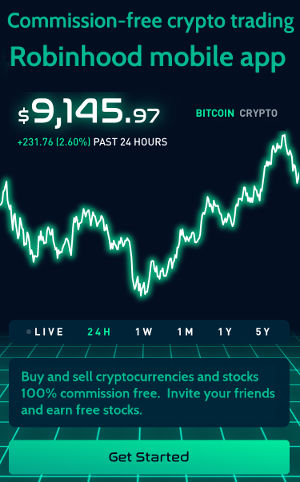 Commission-free crypto trading
Robinhood mobile app
$9,145.97
BITCOIN CRYPTO
+231.76 (2.60%) PAST 24 HOURS
LIVE 24H 1W 1M 1Y 5Y
Buy and sell cryptocurrencies and stocks
100% commission free. Invite your friends
and earn free stocks.
Get Started